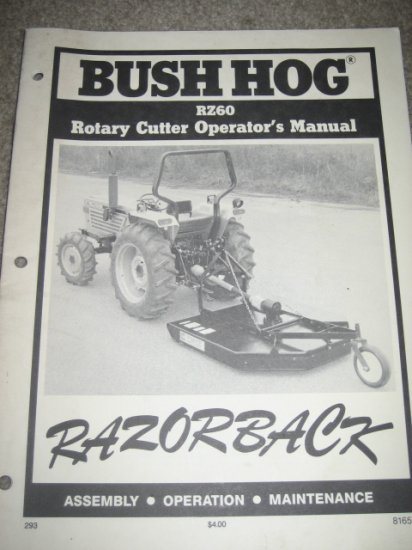 BUSH HOG®
RZ60
Rotary Cutter Operator's Manual
RAZORBACK
ASSEMBLY • OPERATION • MAINTENANCE
293 $4.00 8165